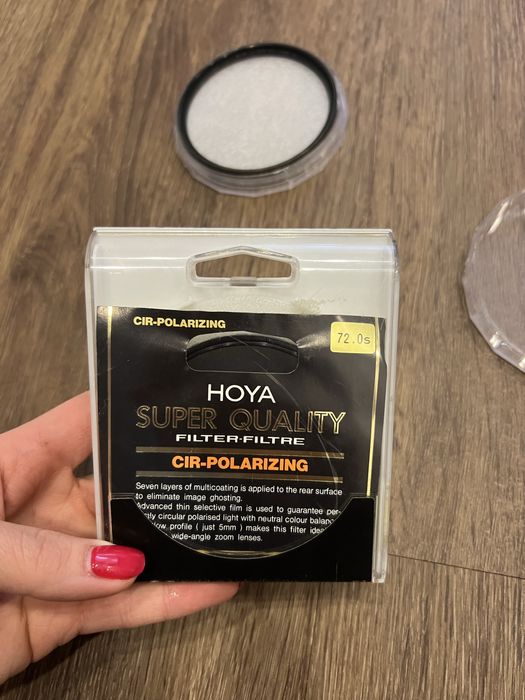 CIR-POLARIZING
72.0s
HOYA
SUPER QUALITY
FILTER·FILTRE
CIR-POLARIZING
Seven layers of multicoating is applied to the rear surface
to eliminate image ghosting.
Advanced thin selective film is used to guarantee per-
circular polarised light with neutral colour
profile ( just 5mm ) makes this filter
wide-angle zoom lenses.